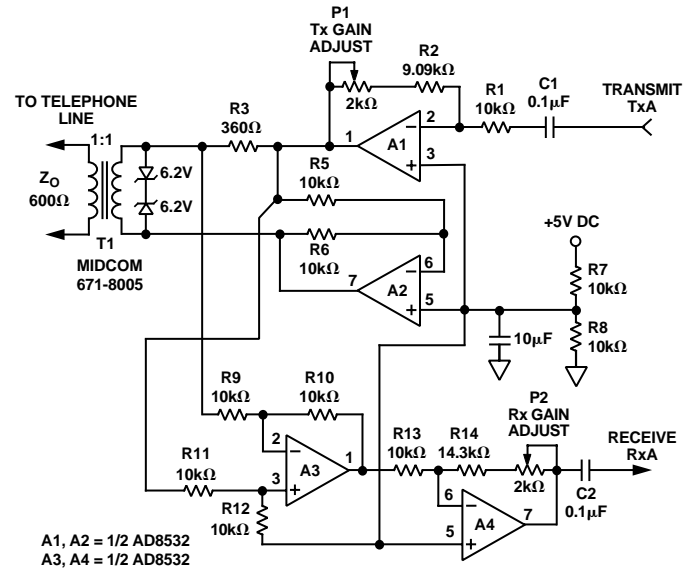 P1
Tx GAIN
ADJUST
R2
9.09kΩ
2kΩ
R1
10kΩ
C1
0.1µF
TRANSMIT
TxA
TO TELEPHONE
LINE
1:1
R3
360Ω
1
2
3
A1
6.2V
6.2V
ZO
600Ω
T1
MIDCOM
671-8005
R5
10kΩ
R6
10kΩ
6
7
5
A2
+5V DC
R7
10kΩ
R8
10kΩ
10µF
R9
10kΩ
R10
10kΩ
2
3
1
A3
R11
10kΩ
R12
10kΩ
R13
10kΩ
R14
14.3kΩ
P2
Rx GAIN
ADJUST
2kΩ
RECEIVE
RxA
C2
0.1µF
6
7
5
A4
A1, A2 = 1/2 AD8532
A3, A4 = 1/2 AD8532